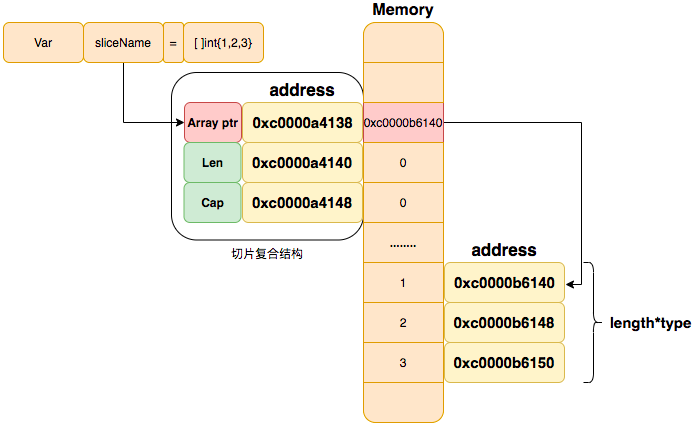 Memory
Var sliceName = [ ]int{1,2,3}
address
Array ptr 0xc0000a4138 0xc0000b6140
Len 0xc0000a4140 0
Cap 0xc0000a4148 0
切片复合结构
........
address
1 0xc0000b6140
2 0xc0000b6148
3 0xc0000b6150
length*type